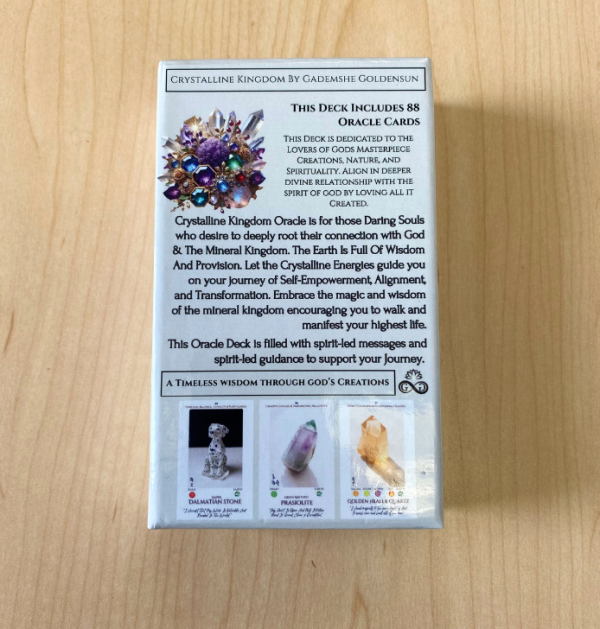 Crystalline Kingdom By Gademshe Goldensun
This Deck Includes 88
Oracle Cards
This Deck is dedicated to the
Lovers of Gods Masterpiece
Creations, Nature, and
Spirituality. Align in deeper
divine relationship with the
spirit of god by loving all it
Created.
Crystalline Kingdom Oracle is for those Daring Souls
who desire to deeply root their connection with God
& The Mineral Kingdom. The Earth Is Full Of Wisdom
And Provision. Let the Crystalline Energies guide you
on your journey of Self-Empowerment, Alignment,
and Transformation. Embrace the magic and wisdom
of the mineral kingdom encouraging you to walk and
manifest your highest life.
This Oracle Deck is filled with spirit-led messages and
spirit-led guidance to support your Journey.
A Timeless wisdom through god's Creations
G G
Dalmatian Stone
Prasiolite
Golden Healer Quartz